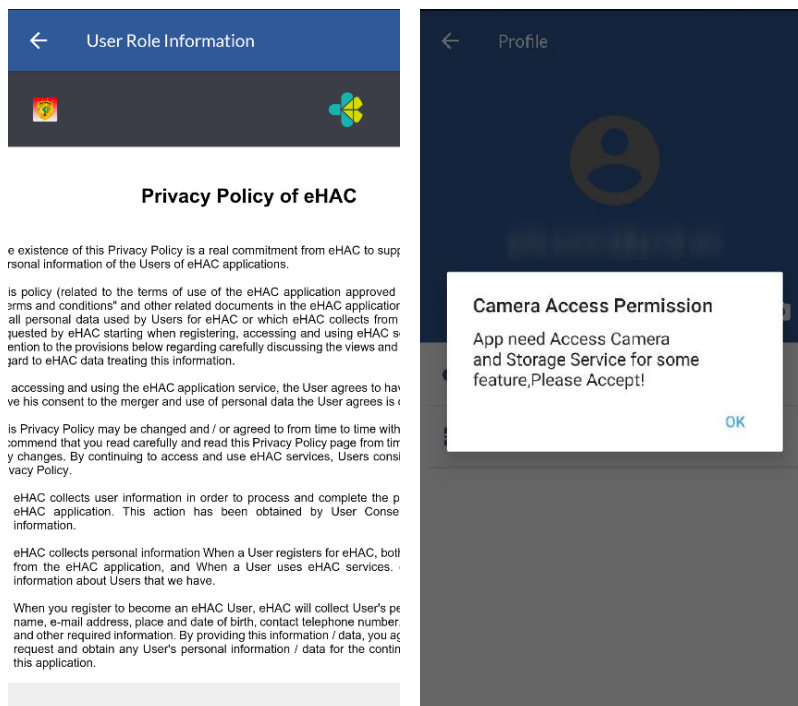 User Role Information
Privacy Policy of eHAC
e existence of this Privacy Policy is a real commitment from eHAC to supp
rsonal information of the Users of eHAC applications.
is policy (related to the terms of use of the eHAC application approved
erms and conditions" and other related documents in the eHAC application
all personal data used by Users for eHAC or which eHAC collects from
quested by eHAC starting when registering, accessing and using eHAC s
ention to the provisions below regarding carefully discussing the views and
gard to eHAC data treating this information.
accessing and using the eHAC application service, the User agrees to hav
ve his consent to the merger and use of personal data the User agrees is
is Privacy Policy may be changed and / or agreed to from time to time with
commend that you read carefully and read this Privacy Policy page from tim
y changes. By continuing to access and use eHAC services, Users consi
vacy Policy.
eHAC collects user information in order to process and complete the p
eHAC application. This action has been obtained by User Conse
information.
eHAC collects personal information When a User registers for eHAC, both
from the eHAC application, and When a User uses eHAC services.
information about Users that we have.
When you register to become an eHAC User, eHAC will collect User's pe
name, e-mail address, place and date of birth, contact telephone number,
and other required information. By providing this information / data, you ag
request and obtain any User's personal information / data for the contin
this application.
Profile
Camera Access Permission
App need Access Camera
and Storage Service for some
feature,Please Accept!
OK